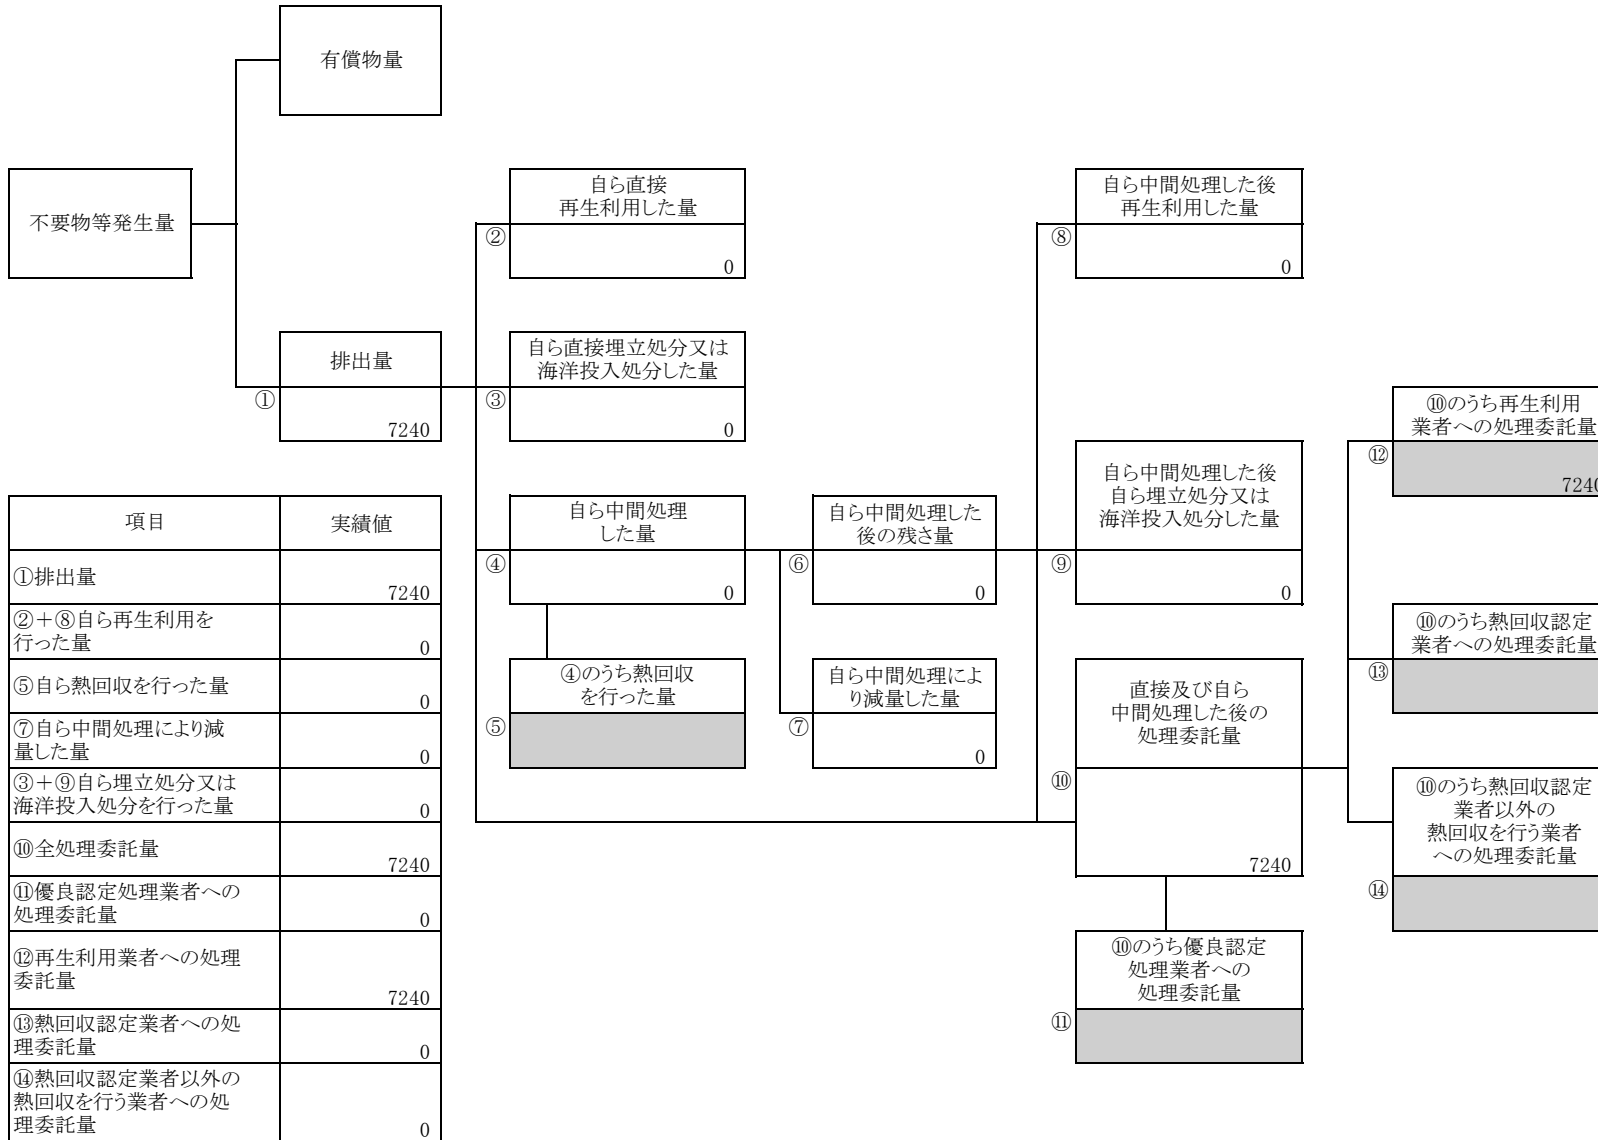 有償物量
不要物等発生量
自ら直接
再生利用した量
②
0
自ら中間処理した後
再生利用した量
⑧
0
排出量
①
7240
自ら直接埋立処分又は
海洋投入処分した量
③
0
⑩のうち再生利用
業者への処理委託量
⑫
7240
自ら中間処理
した量
④
0
自ら中間処理した
後の残さ量
⑥
0
自ら中間処理した後
自ら埋立処分又は
海洋投入処分した量
⑨
0
⑩のうち熱回収認定
業者への処理委託量
⑬
④のうち熱回収
を行った量
⑤
自ら中間処理によ
り減量した量
⑦
0
直接及び自ら
中間処理した後の
処理委託量
⑩
7240
⑩のうち熱回収認定
業者以外の
熱回収を行う業者
への処理委託量
⑭
⑩のうち優良認定
処理業者への
処理委託量
⑪
項目
実績値
①排出量
7240
②+⑧自ら再生利用を
行った量
0
⑤自ら熱回収を行った量
0
⑦自ら中間処理により減
量した量
0
③+⑨自ら埋立処分又は
海洋投入処分を行った量
0
⑩全処理委託量
7240
⑪優良認定処理業者への
処理委託量
0
⑫再生利用業者への処理
委託量
7240
⑬熱回収認定業者への処
理委託量
0
⑭熱回収認定業者以外の
熱回収を行う業者への処
理委託量
0